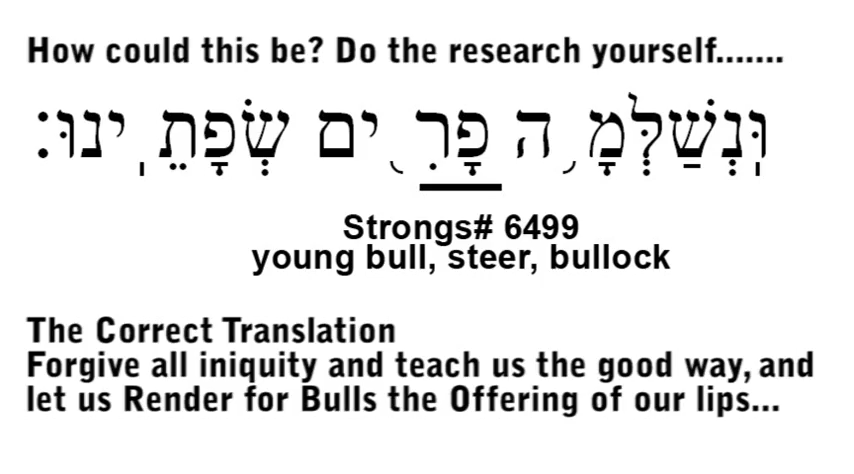 How could this be? Do the research yourself.......
וּֽנְשַׁלְּמָ֥ה פָרִ֖ים שְׂפָתֵֽינוּ׃
Strongs# 6499
young bull, steer, bullock
The Correct Translation
Forgive all iniquity and teach us the good way, and
let us Render for Bulls the Offering of our lips...